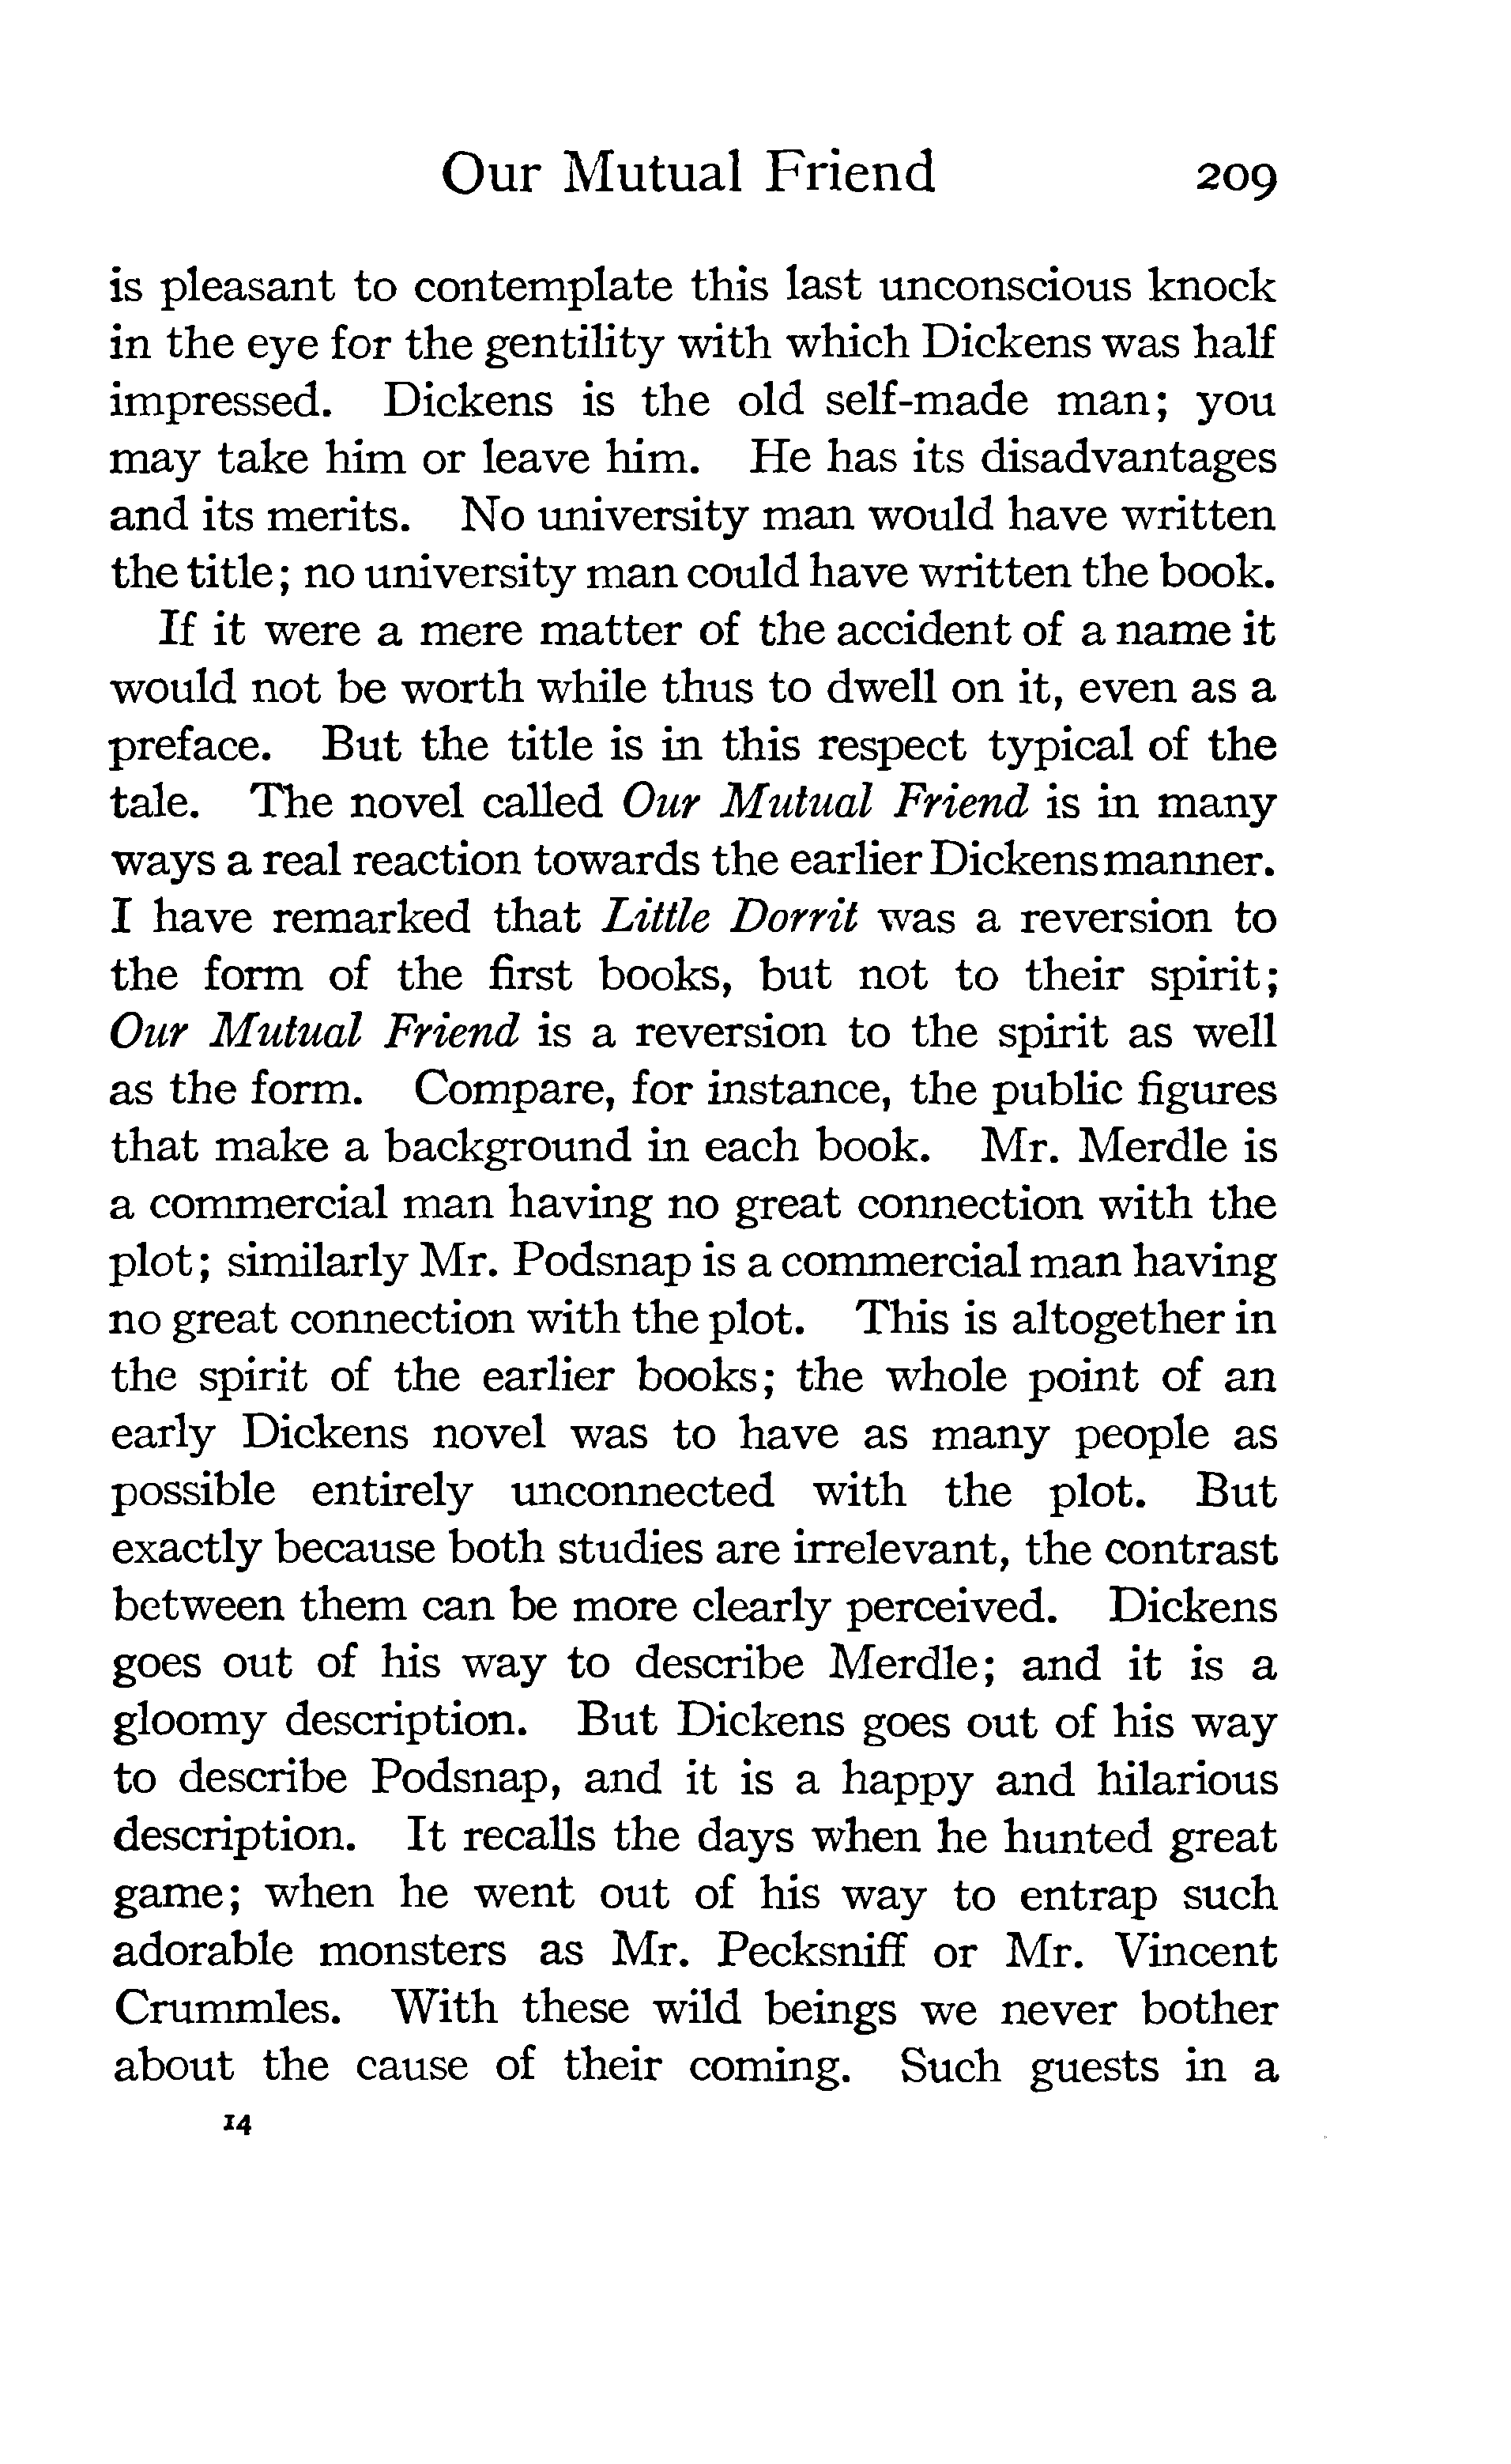 Our Mutual Friend 209
is pleasant to contemplate this last unconscious knock
in the eye for the gentility with which Dickens was half
impressed. Dickens is the old self-made man; you
may take him or leave him. He has its disadvantages
and its merits. No university man would have written
the title; no university man could have written the book.
If it were a mere matter of the accident of a name it
would not be worth while thus to dwell on it, even as a
preface. But the title is in this respect typical of the
tale. The novel called Our Mutual Friend is in many
ways a real reaction towards the earlier Dickens manner.
I have remarked that Little Dorrit was a reversion to
the form of the first books, but not to their spirit;
Our Mutual Friend is a reversion to the spirit as well
as the form. Compare, for instance, the public figures
that make a background in each book. Mr. Merdle is
a commercial man having no great connection with the
plot; similarly Mr. Podsnap is a commercial man having
no great connection with the plot. This is altogether in
the spirit of the earlier books; the whole point of an
early Dickens novel was to have as many people as
possible entirely unconnected with the plot. But
exactly because both studies are irrelevant, the contrast
between them can be more clearly perceived. Dickens
goes out of his way to describe Merdle; and it is a
gloomy description. But Dickens goes out of his way
to describe Podsnap, and it is a happy and hilarious
description. It recalls the days when he hunted great
game; when he went out of his way to entrap such
adorable monsters as Mr. Pecksniff or Mr. Vincent
Crummles. With these wild beings we never bother
about the cause of their coming. Such guests in a
14